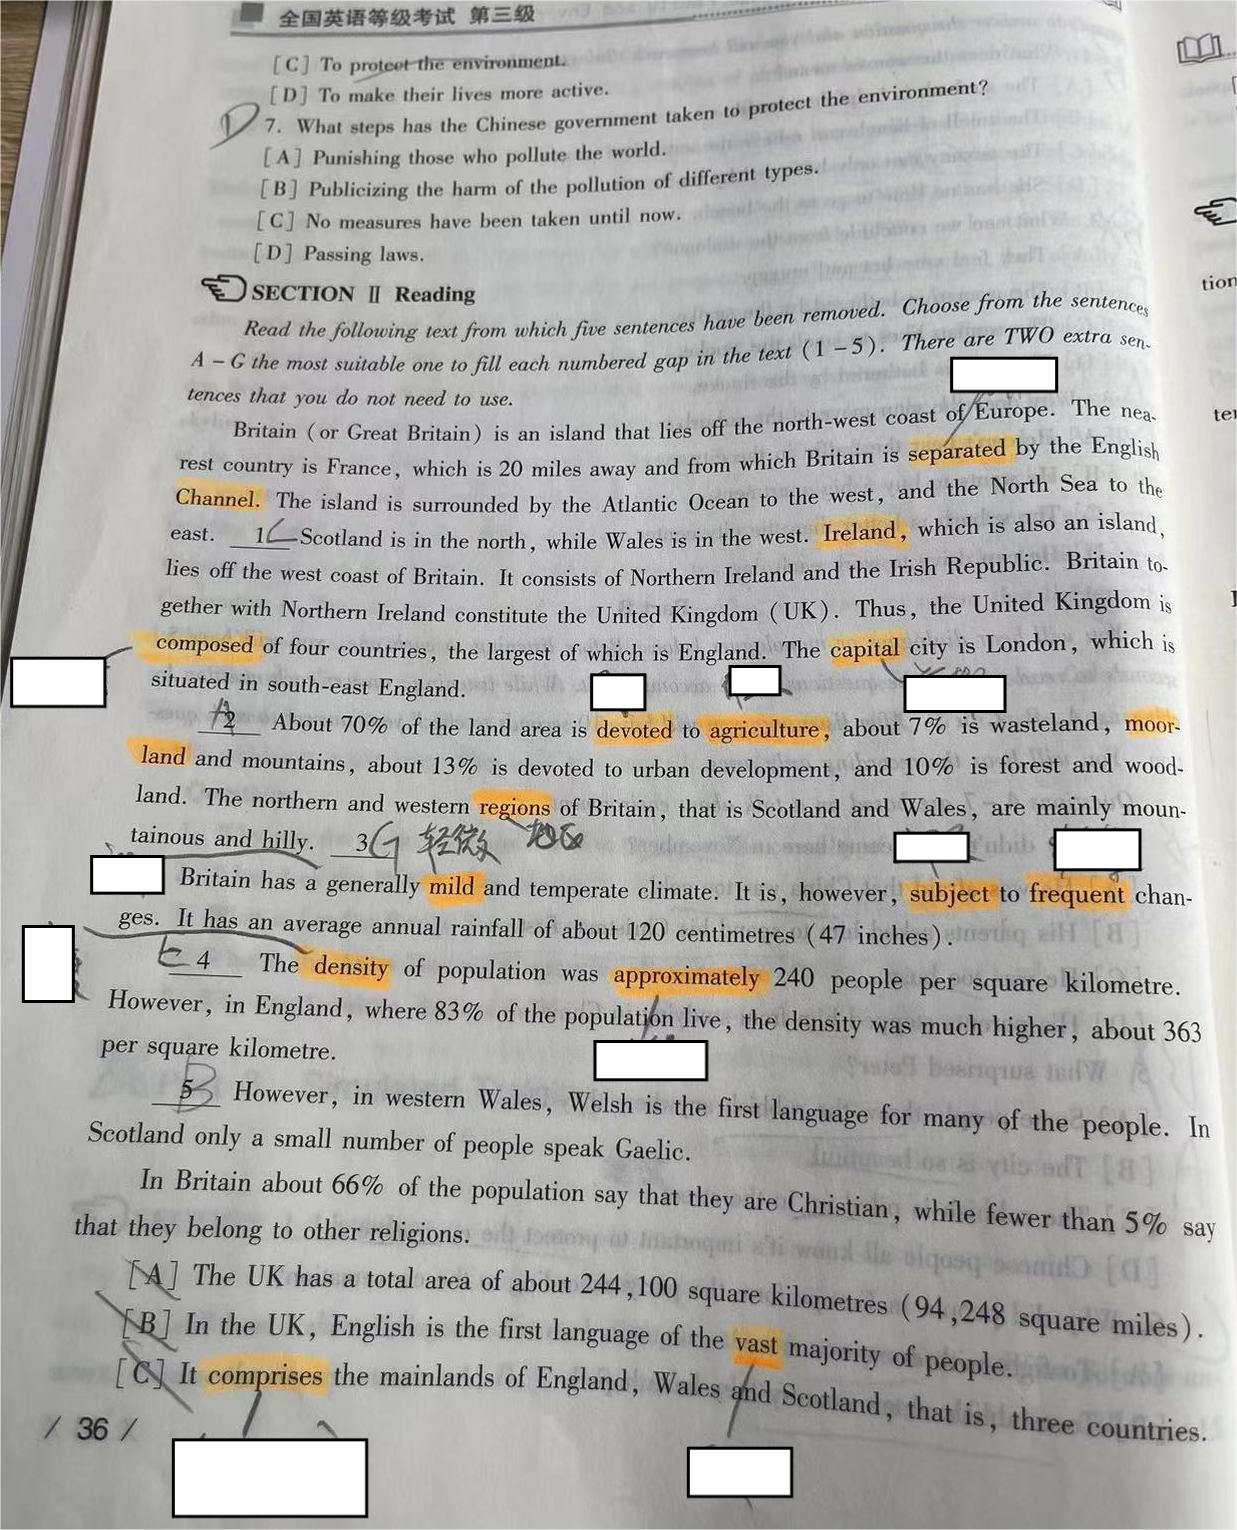 全国英语等级考试 第三级
[C] To protect the environment.
[D] To make their lives more active.
D 7. What steps has the Chinese government taken to protect the environment?
[A] Punishing those who pollute the world.
[B] Publicizing the harm of the pollution of different types.
[C] No measures have been taken until now.
[D] Passing laws.
SECTION Ⅱ Reading
Read the following text from which five sentences have been removed. Choose from the sentences
A – G the most suitable one to fill each numbered gap in the text (1 – 5). There are TWO extra sen-
tences that you do not need to use.
Britain (or Great Britain) is an island that lies off the north-west coast of Europe. The nea-
rest country is France, which is 20 miles away and from which Britain is separated by the English
Channel. The island is surrounded by the Atlantic Ocean to the west, and the North Sea to the
east. 1 C Scotland is in the north, while Wales is in the west. Ireland, which is also an island,
lies off the west coast of Britain. It consists of Northern Ireland and the Irish Republic. Britain to-
gether with Northern Ireland constitute the United Kingdom (UK). Thus, the United Kingdom is
composed of four countries, the largest of which is England. The capital city is London, which is
situated in south-east England.
A 2 About 70% of the land area is devoted to agriculture, about 7% is wasteland, moor-
land and mountains, about 13% is devoted to urban development, and 10% is forest and wood-
land. The northern and western regions of Britain, that is Scotland and Wales, are mainly moun-
tainous and hilly. 3 G 轻微 地区
Britain has a generally mild and temperate climate. It is, however, subject to frequent chan-
ges. It has an average annual rainfall of about 120 centimetres (47 inches).
E 4 The density of population was approximately 240 people per square kilometre.
However, in England, where 83% of the population live, the density was much higher, about 363
per square kilometre.
5 B However, in western Wales, Welsh is the first language for many of the people. In
Scotland only a small number of people speak Gaelic.
In Britain about 66% of the population say that they are Christian, while fewer than 5% say
that they belong to other religions.
[A] The UK has a total area of about 244,100 square kilometres (94,248 square miles).
[B] In the UK, English is the first language of the vast majority of people.
[C] It comprises the mainlands of England, Wales and Scotland, that is, three countries.
/ 36 /
tion